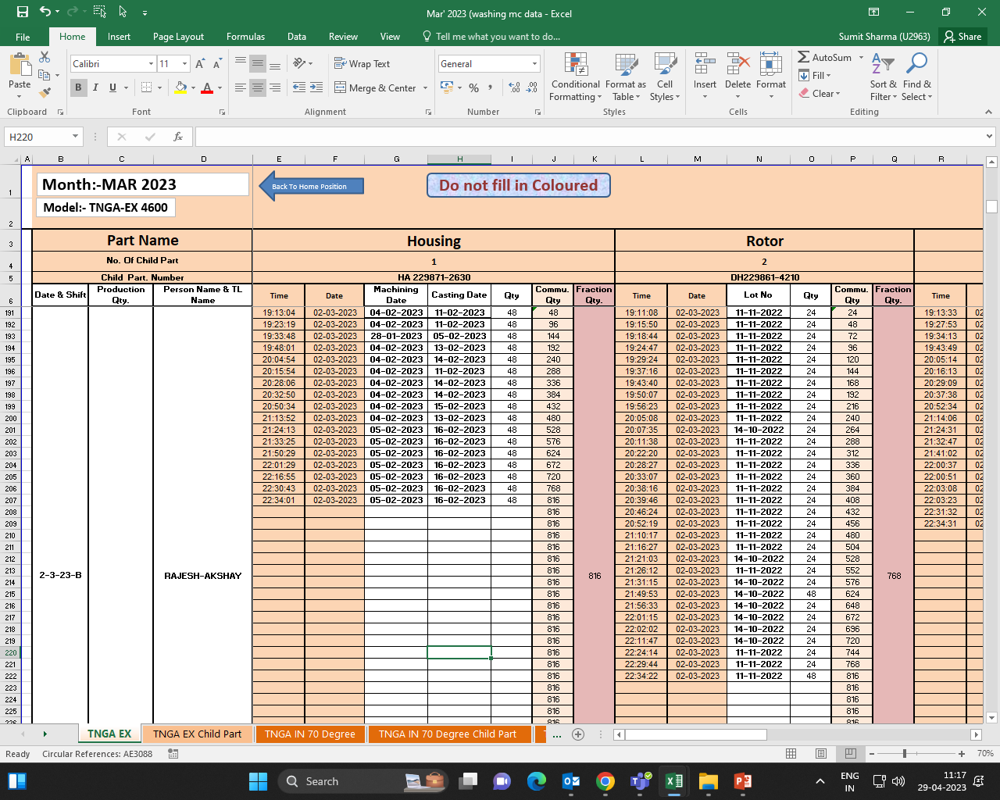 Mar' 2023 (washing mc data - Excel
File Home Insert Page Layout Formulas Data Review View Tell me what you want to do... Sumit Sharma (U2963) Share
Paste
Calibri 11
B I U
Wrap Text
Merge & Center
General
Conditional Formatting
Format as Table
Cell Styles
Insert Delete Format
AutoSum
Fill
Clear
Sort & Filter
Find & Select
Clipboard Font Alignment Number Styles Cells Editing
H220 fx
A B C D E F G H I J K L M N O P Q R
1 Month:-MAR 2023 Back To Home Position Do not fill in Coloured
2 Model:- TNGA-EX 4600
3 Part Name Housing Rotor
4 No. Of Child Part 1 2
5 Child Part. Number HA 229871-2630 DH229861-4210
6 Date & Shift Production Qty. Person Name & TL Name Time Date Machining Date Casting Date Qty Commu. Qty Fraction Qty. Time Date Lot No Qty Commu. Qty Fraction Qty. Time
191 19:13:04 02-03-2023 04-02-2023 11-02-2023 48 48 19:11:08 02-03-2023 11-11-2022 24 24 19:13:33 02
192 19:23:19 02-03-2023 04-02-2023 11-02-2023 48 96 19:15:50 02-03-2023 11-11-2022 24 48 19:27:53 02
193 19:33:48 02-03-2023 28-01-2023 05-02-2023 48 144 19:18:44 02-03-2023 11-11-2022 24 72 19:34:13 02
194 19:48:01 02-03-2023 04-02-2023 13-02-2023 48 192 19:24:47 02-03-2023 11-11-2022 24 96 19:43:49 02
195 20:04:54 02-03-2023 04-02-2023 14-02-2023 48 240 19:29:24 02-03-2023 11-11-2022 24 120 20:05:14 02
196 20:15:54 02-03-2023 04-02-2023 11-02-2023 48 288 19:37:16 02-03-2023 11-11-2022 24 144 20:16:13 02
197 20:28:06 02-03-2023 04-02-2023 14-02-2023 48 336 19:43:40 02-03-2023 11-11-2022 24 168 20:29:09 02
198 20:32:50 02-03-2023 04-02-2023 14-02-2023 48 384 19:50:07 02-03-2023 11-11-2022 24 192 20:37:38 02
199 20:50:34 02-03-2023 04-02-2023 15-02-2023 48 432 19:56:23 02-03-2023 11-11-2022 24 216 20:52:34 02
200 21:13:52 02-03-2023 04-02-2023 13-02-2023 48 480 20:05:08 02-03-2023 11-11-2022 24 240 21:14:06 02
201 21:24:13 02-03-2023 05-02-2023 16-02-2023 48 528 20:07:35 02-03-2023 14-10-2022 24 264 21:24:31 02
202 21:33:25 02-03-2023 05-02-2023 16-02-2023 48 576 20:11:38 02-03-2023 11-11-2022 24 288 21:32:47 02
203 21:50:29 02-03-2023 05-02-2023 16-02-2023 48 624 20:22:20 02-03-2023 11-11-2022 24 312 21:41:02 02
204 22:01:29 02-03-2023 05-02-2023 16-02-2023 48 672 20:28:27 02-03-2023 11-11-2022 24 336 22:00:37 02
205 22:16:55 02-03-2023 05-02-2023 16-02-2023 48 720 20:33:07 02-03-2023 11-11-2022 24 360 22:00:51 02
206 22:30:43 02-03-2023 05-02-2023 16-02-2023 48 768 20:38:16 02-03-2023 11-11-2022 24 384 22:03:08 02
207 22:34:01 02-03-2023 05-02-2023 16-02-2023 48 816 20:39:46 02-03-2023 11-11-2022 24 408 22:03:23 02
208 816 20:46:24 02-03-2023 11-11-2022 24 432 22:31:32 02
209 816 20:52:19 02-03-2023 11-11-2022 24 456 22:34:31 02
210 816 21:10:17 02-03-2023 11-11-2022 24 480
211 816 21:16:27 02-03-2023 11-11-2022 24 504
212 816 21:21:03 02-03-2023 14-10-2022 24 528
213 2-3-23-B RAJESH-AKSHAY 816 816 21:26:12 02-03-2023 11-11-2022 24 552 768
214 816 21:31:15 02-03-2023 14-10-2022 24 576
215 816 21:49:53 02-03-2023 14-10-2022 48 624
216 816 21:56:33 02-03-2023 14-10-2022 24 648
217 816 22:01:15 02-03-2023 14-10-2022 24 672
218 816 22:02:02 02-03-2023 14-10-2022 24 696
219 816 22:11:47 02-03-2023 14-10-2022 24 720
220 816 22:24:14 02-03-2023 11-11-2022 24 744
221 816 22:29:44 02-03-2023 11-11-2022 24 768
222 816 22:34:22 02-03-2023 11-11-2022 48 816
223 816 816
224 816 816
225 816 816
226 816 816
TNGA EX TNGA EX Child Part TNGA IN 70 Degree TNGA IN 70 Degree Child Part ...
Ready Circular References: AE3088 70%
Search ENG IN 11:17 29-04-2023